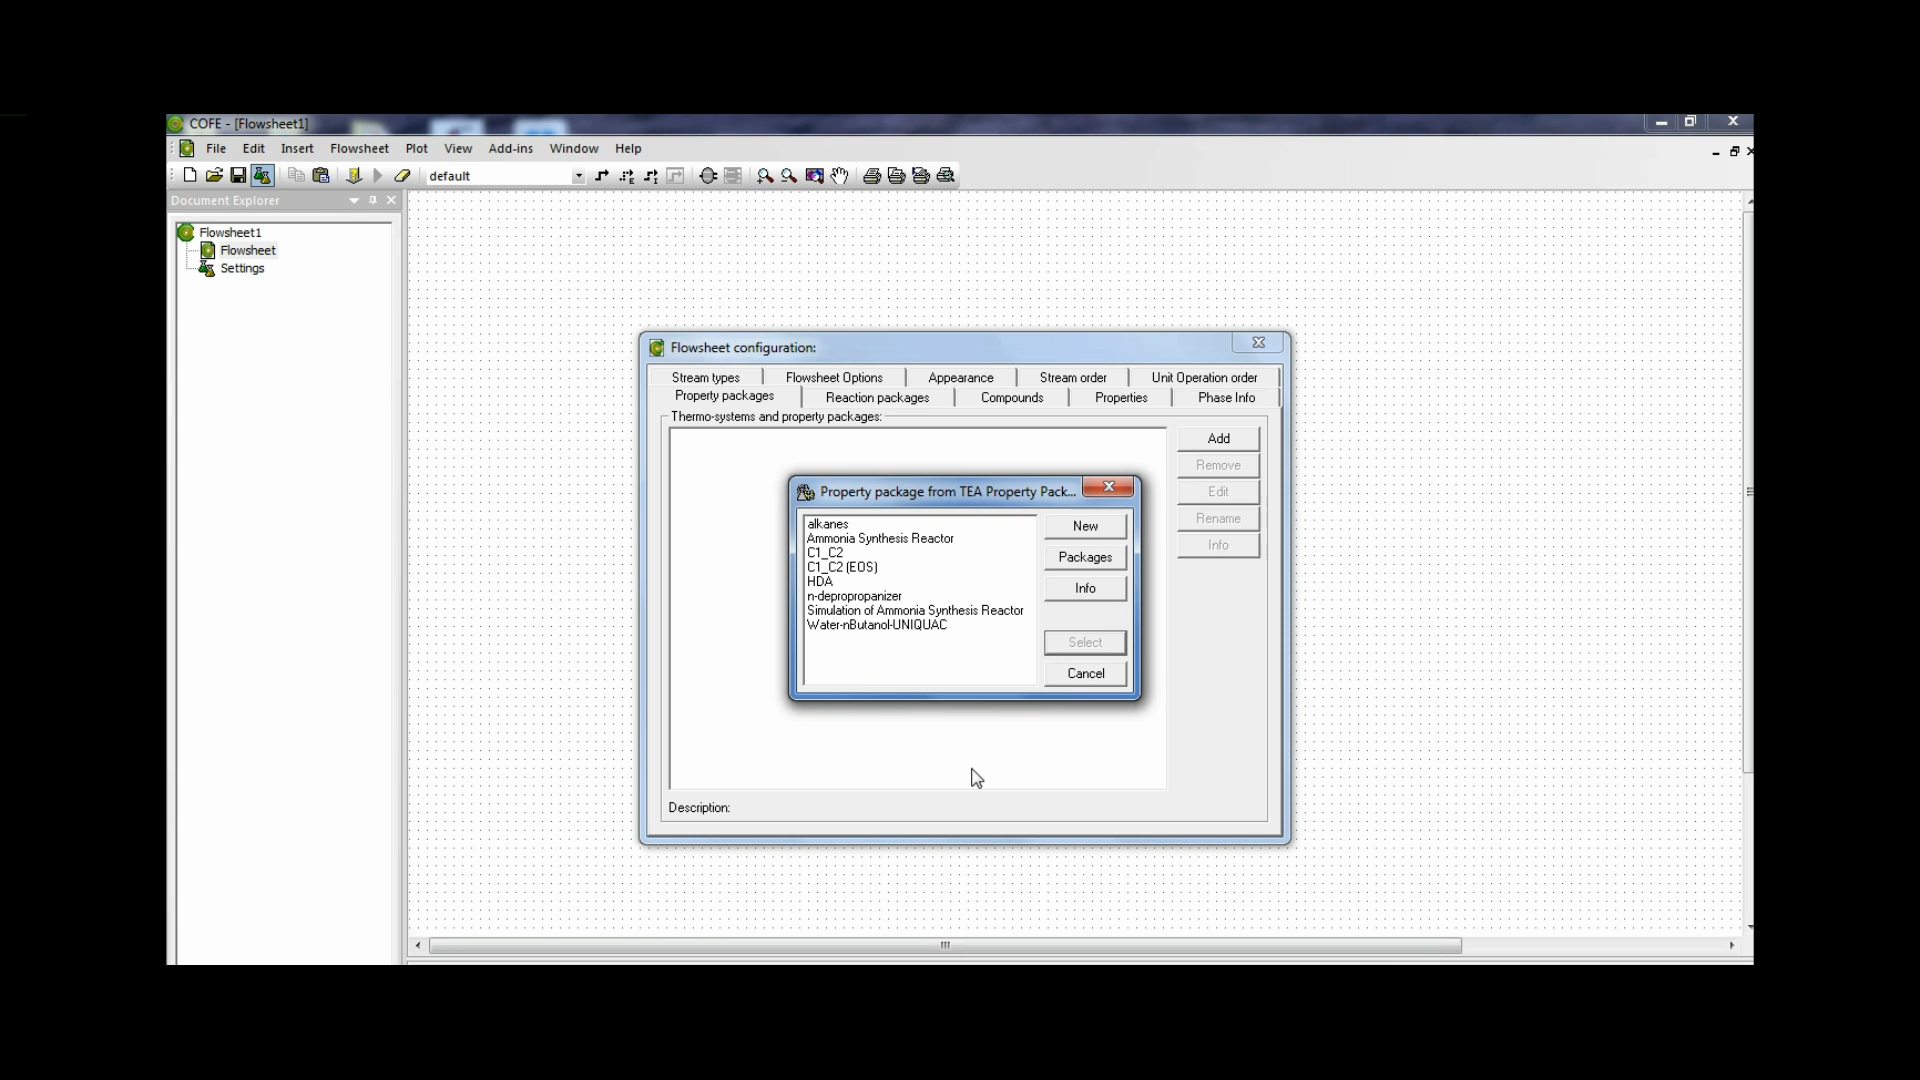 COFE - [Flowsheet1]
File Edit Insert Flowsheet Plot View Add-ins Window Help
default
Document Explorer
Flowsheet1
Flowsheet
Settings
Flowsheet configuration:
Stream types Flowsheet Options Appearance Stream order Unit Operation order
Property packages Reaction packages Compounds Properties Phase Info
Thermo-systems and property packages:
Add
Remove
Edit
Rename
Info
Property package from TEA Property Pack...
alkanes
Ammonia Synthesis Reactor
C1_C2
C1_C2 (EOS)
HDA
n-depropropanizer
Simulation of Ammonia Synthesis Reactor
Water-nButanol-UNIQUAC
New
Packages
Info
Select
Cancel
Description: